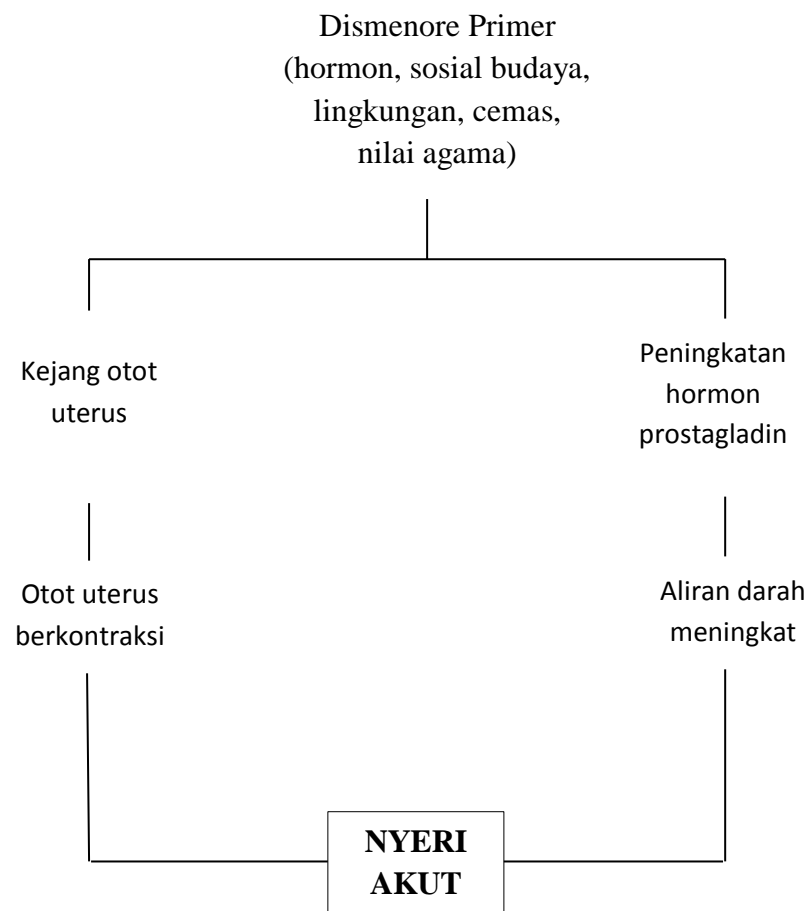 Dismenore Primer
(hormon, sosial budaya,
lingkungan, cemas,
nilai agama)
Kejang otot
uterus
Peningkatan
hormon
prostagladin
Otot uterus
berkontraksi
Aliran darah
meningkat
NYERI
AKUT